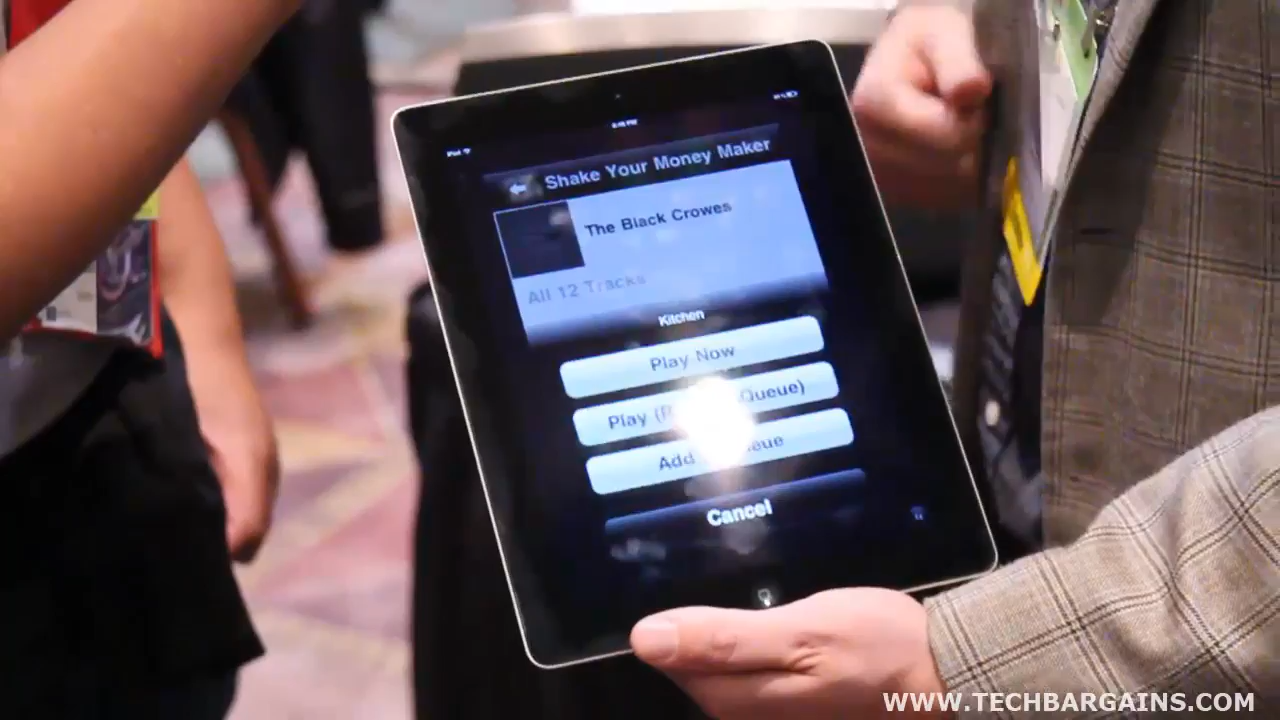 Shake Your Money Maker
The Black Crowes
All 12 Tracks
Kitchen
Play Now
Play Queue)
Add
Cancel
WWW.TECHBARGAINS.COM